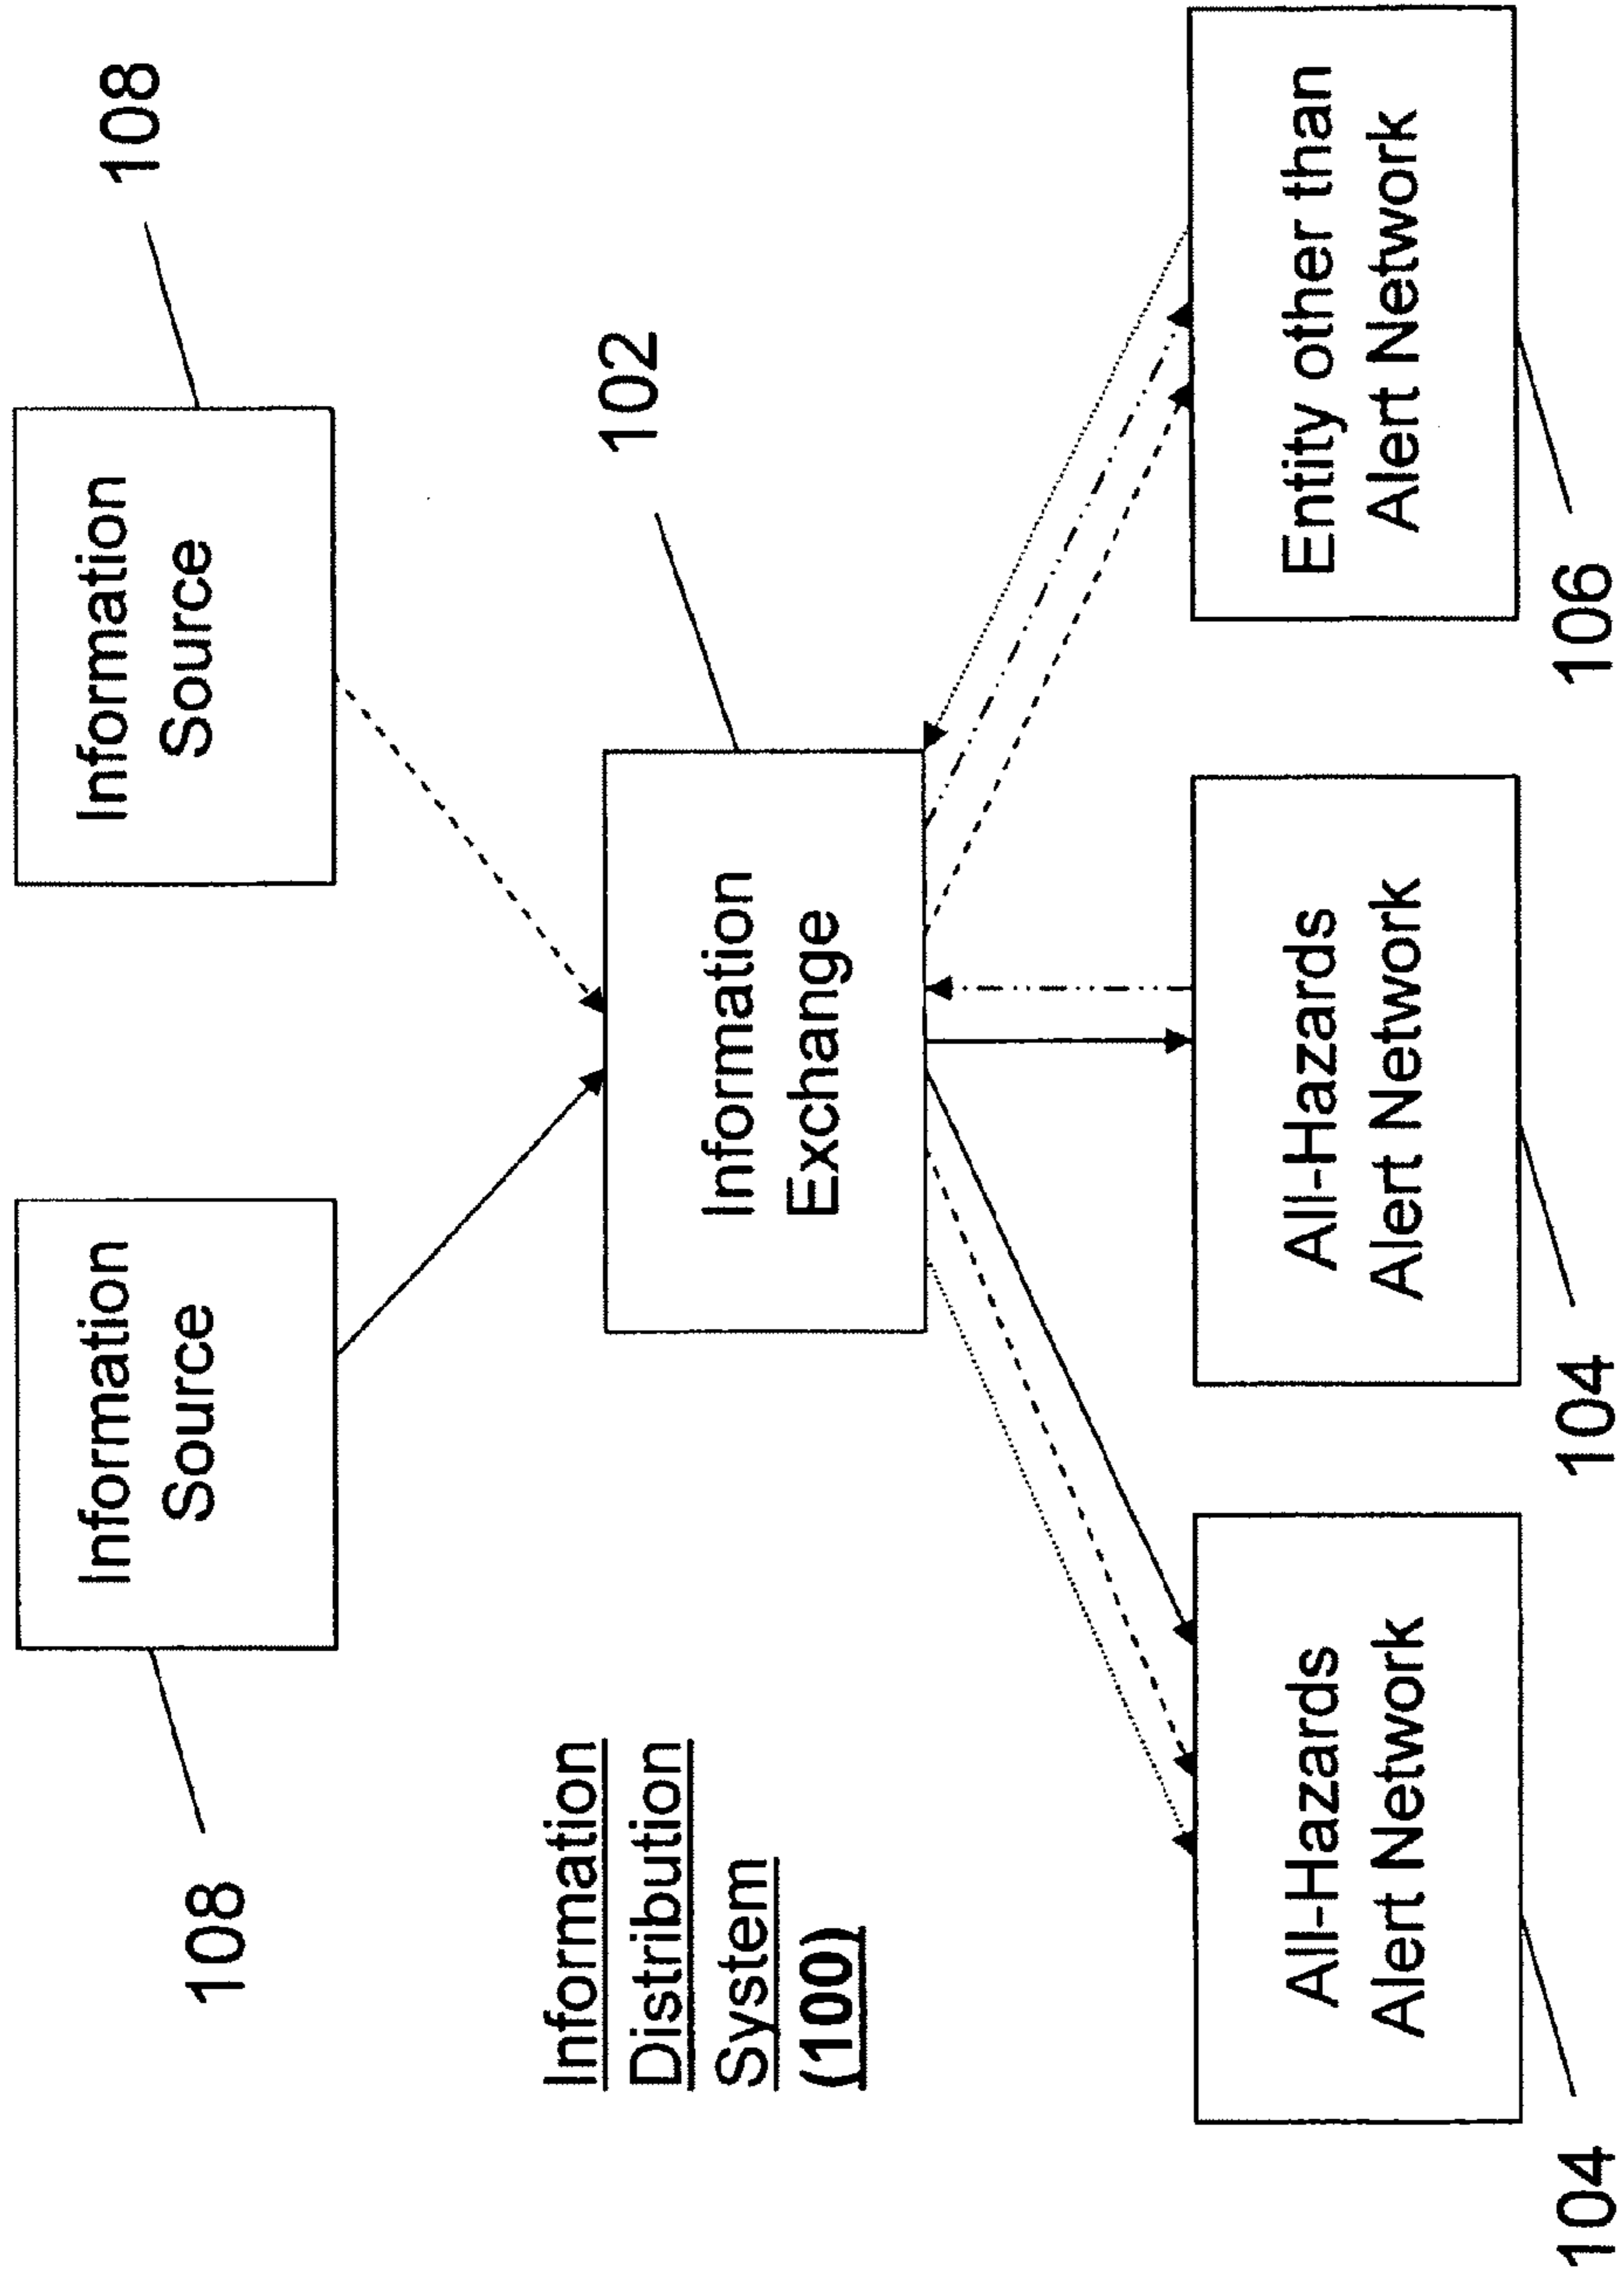 108
Information
Source
Information
Source
108
Information
Distribution
System
(100)
Information
Exchange
102
All-Hazards
Alert Network
104
All-Hazards
Alert Network
104
Entity other than
Alert Network
106